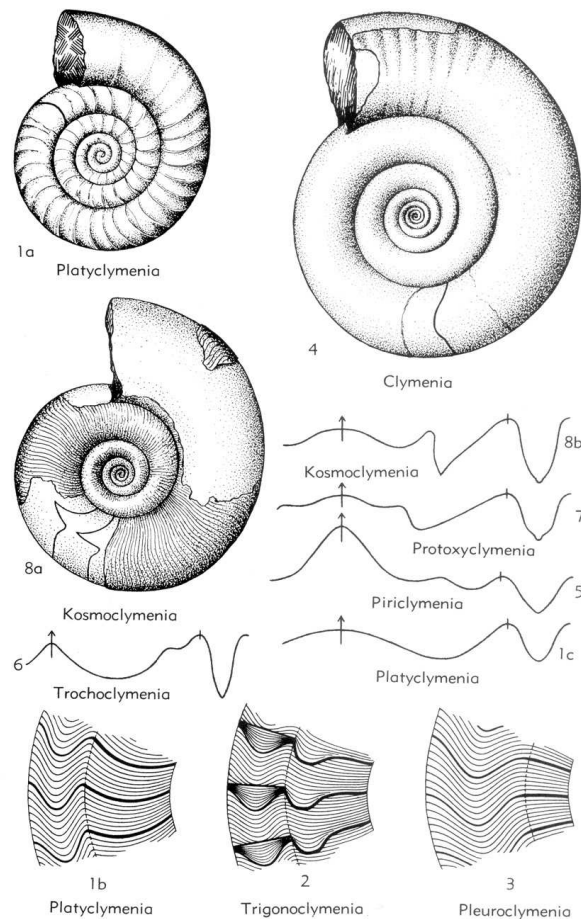 1a
Platyclymenia
4
Clymenia
8a
Kosmoclymenia
8b
Kosmoclymenia
7
Protoxyclymenia
5
Piriclymenia
1c
Platyclymenia
6
Trochoclymenia
1b
Platyclymenia
2
Trigonoclymenia
3
Pleuroclymenia